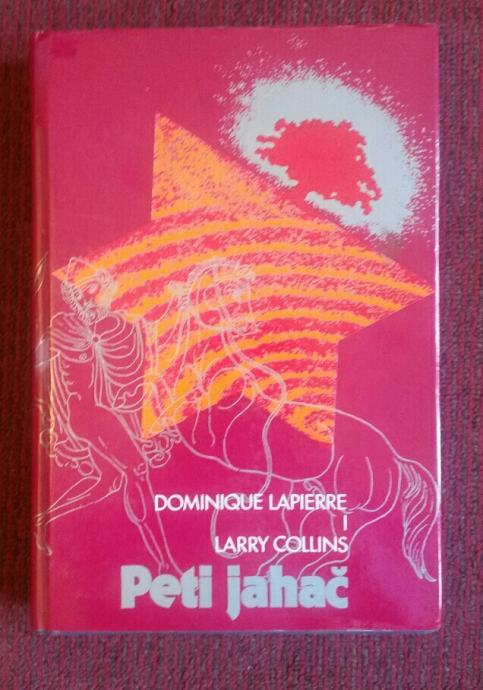 DOMINIQUE LAPIERRE
I
LARRY COLLINS
Peti jahač